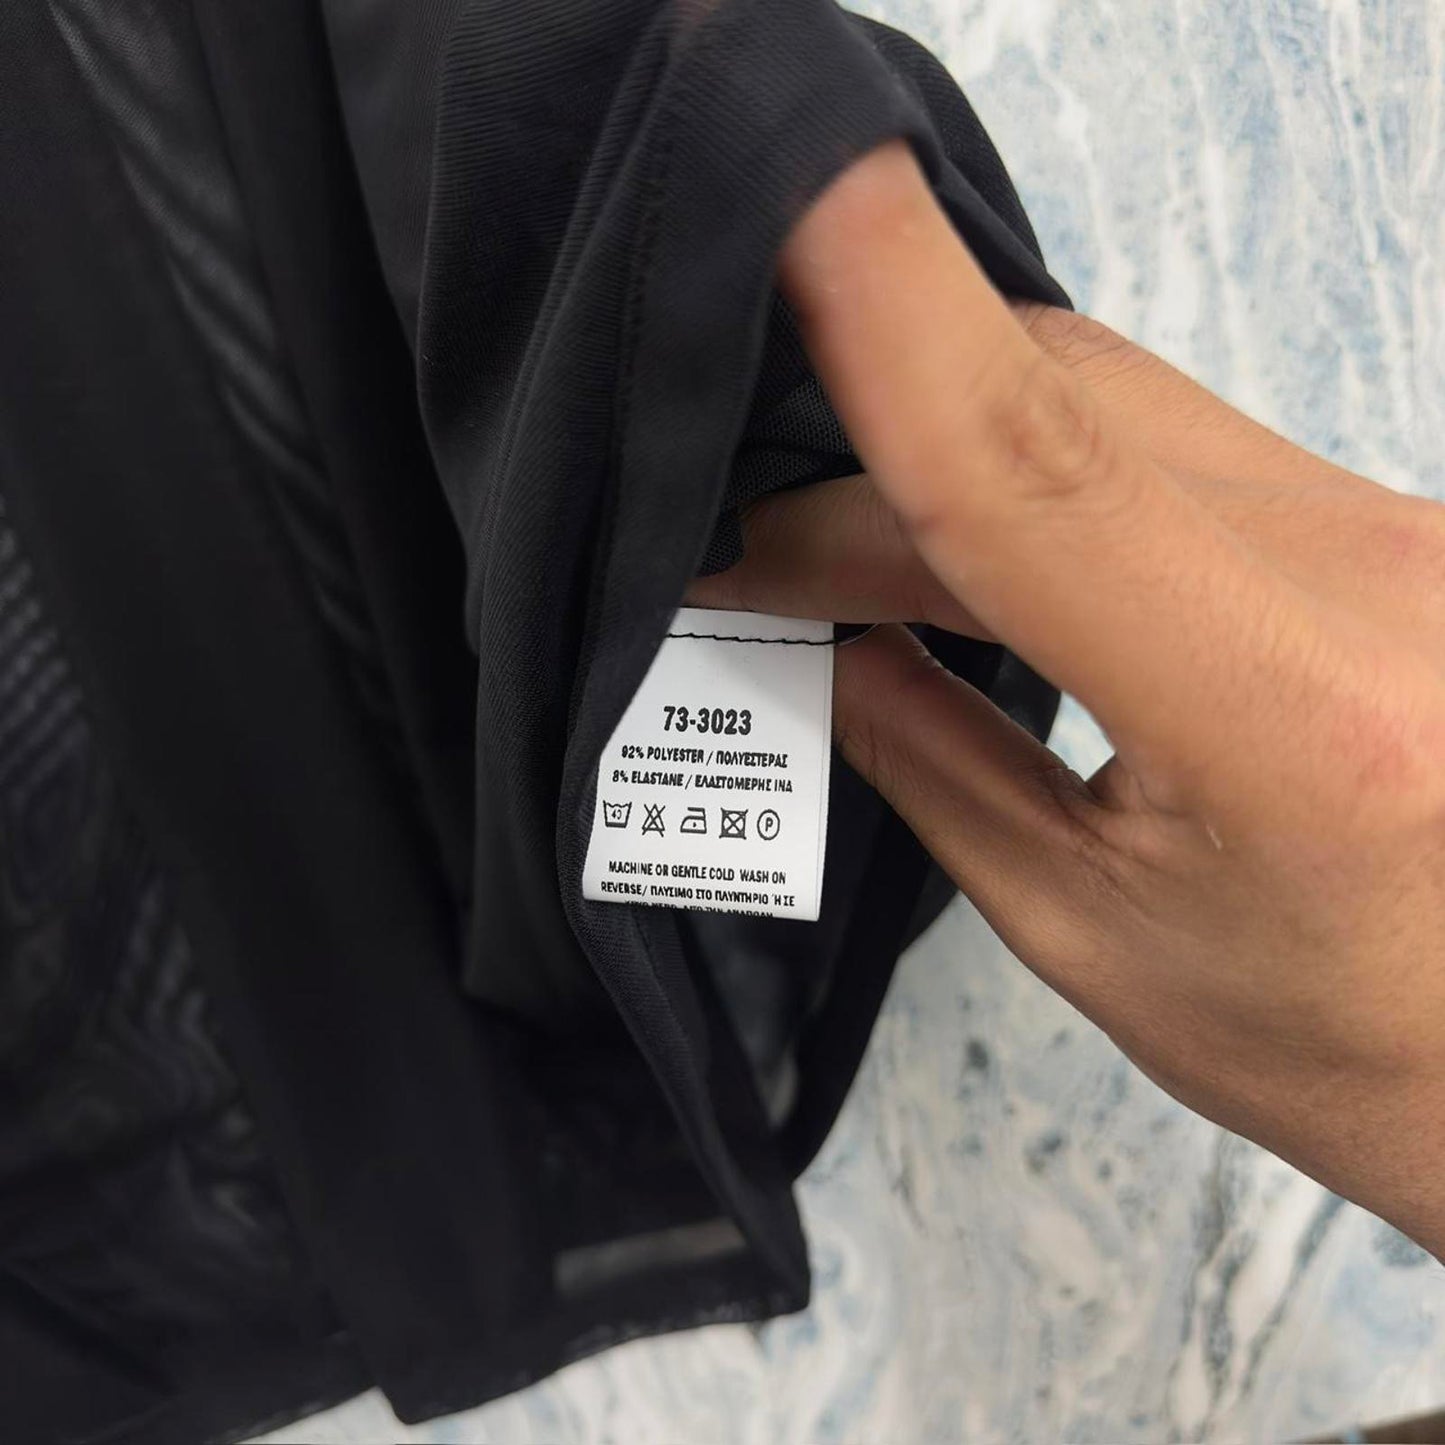 73-3023
92% POLYESTER / ΠΟΛΥΕΣΤΕΡΑΣ
8% ELASTANE / ΕΛΑΣΤΟΜΕΡΗΣ ΙΝΑ
40 P
MACHINE OR GENTLE COLD WASH ON
REVERSE/ ΠΛΥΣΙΜΟ ΣΤΟ ΠΛΥΝΤΗΡΙΟ Ή ΣΕ